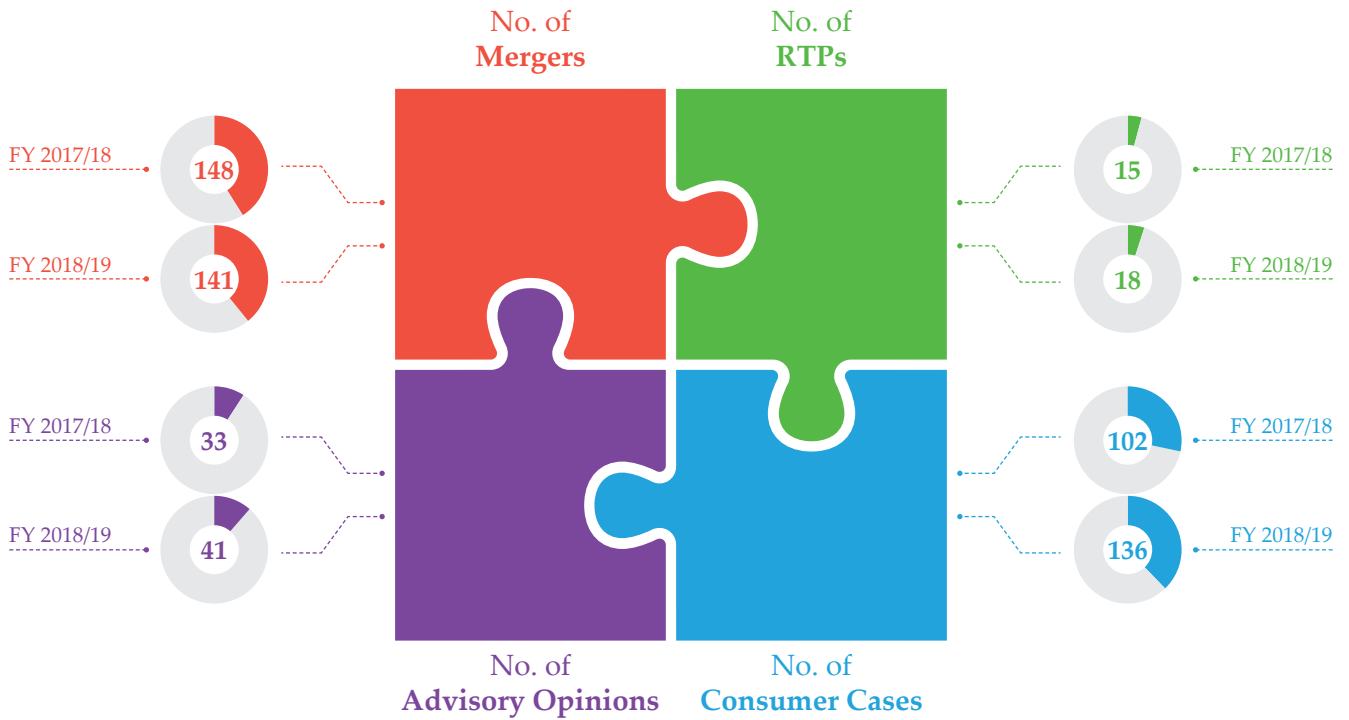 No. of
Mergers
No. of
RTPs
FY 2017/18
148
FY 2018/19
141
15
FY 2017/18
18
FY 2018/19
FY 2017/18
33
FY 2018/19
41
102
FY 2017/18
136
FY 2018/19
No. of
Advisory Opinions
No. of
Consumer Cases